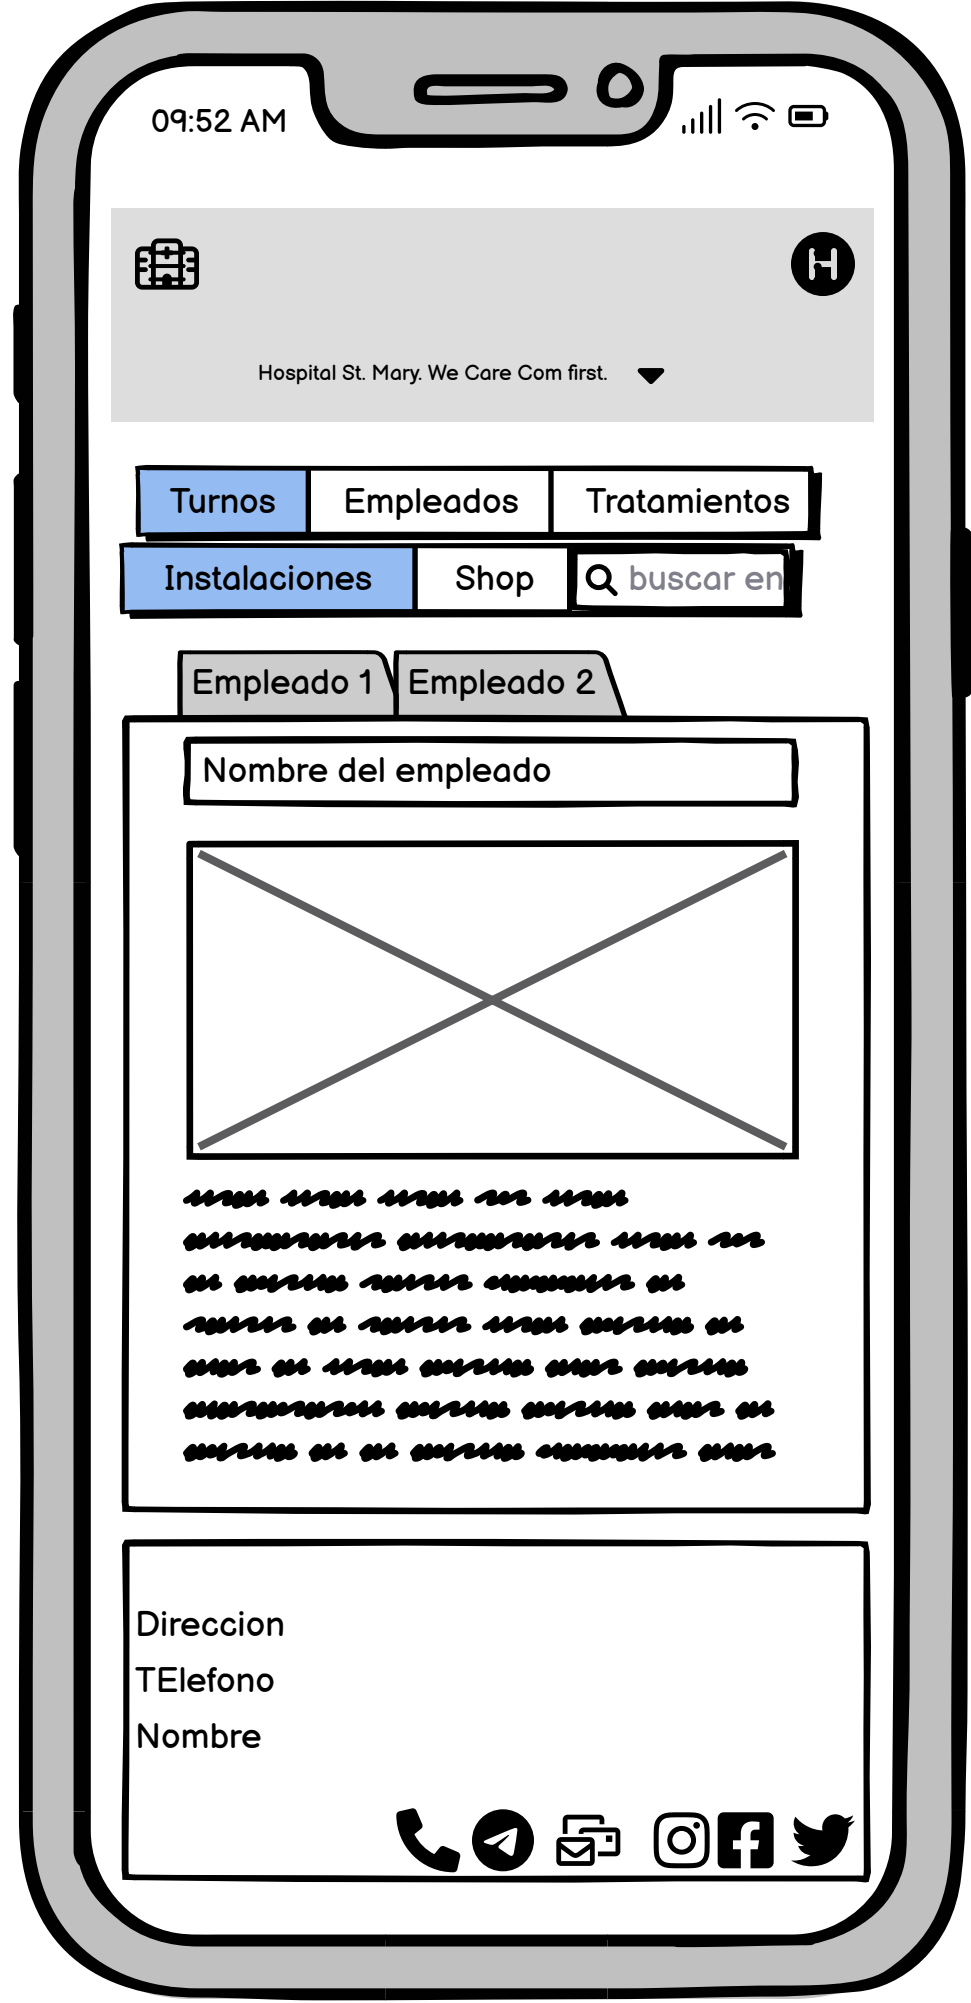 09:52 AM
H
Hospital St. Mary. We Care Com first.
Turnos Empleados Tratamientos
Instalaciones Shop buscar en
Empleado 1 Empleado 2
Nombre del empleado
Direccion
TElefono
Nombre